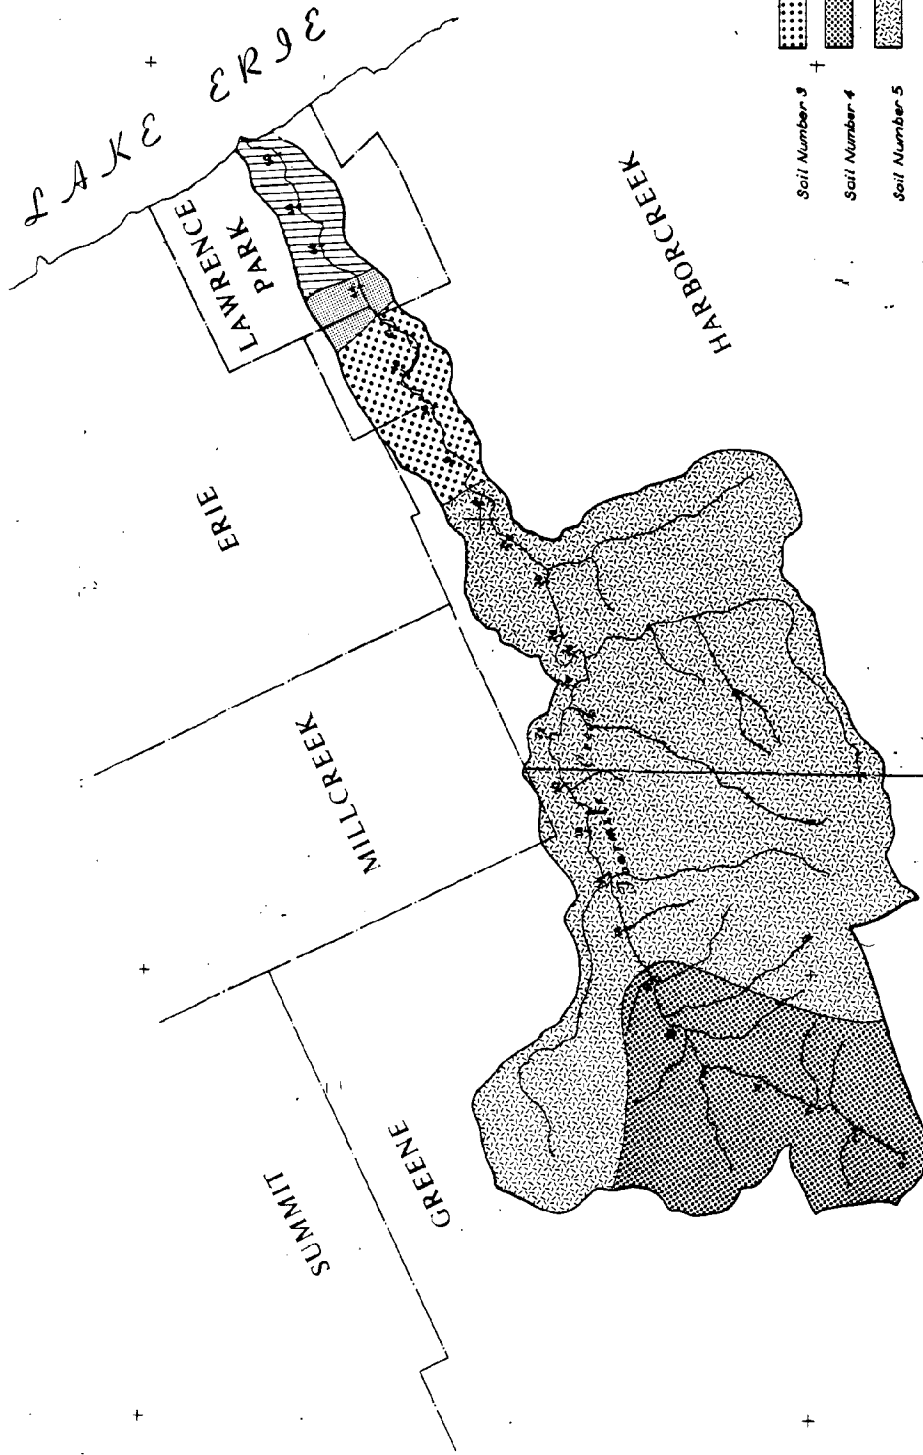 LAKE ERIE
LAWRENCE
PARK
ERIE
HARBORCREEK
MILLCREEK
SUMMIT
GREENE
Soil Number 3
Soil Number 4
Soil Number 5